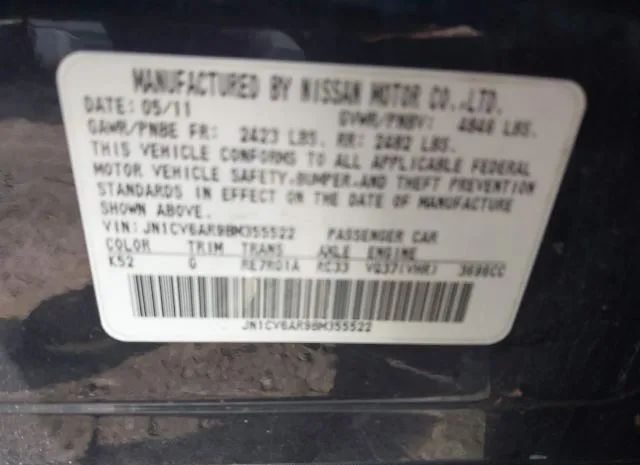 MANUFACTURED BY NISSAN MOTOR CO.,LTD.
DATE: 05/11 GVWR/PNBV: 4846 LBS.
GAWR/PNBE FR: 2423 LBS. RR: 2482 LBS.
THIS VEHICLE CONFORMS TO ALL APPLICABLE FEDERAL
MOTOR VEHICLE SAFETY,BUMPER,AND THEFT PREVENTION
STANDARDS IN EFFECT ON THE DATE OF MANUFACTURE
SHOWN ABOVE.
VIN: JN1CV6AR9BM355522 PASSENGER CAR
COLOR TRIM TRANS AXLE ENGINE
K52 G RE7R01A RC33 VQ37(VHR) 3696CC
JN1CV6AR9BM355522